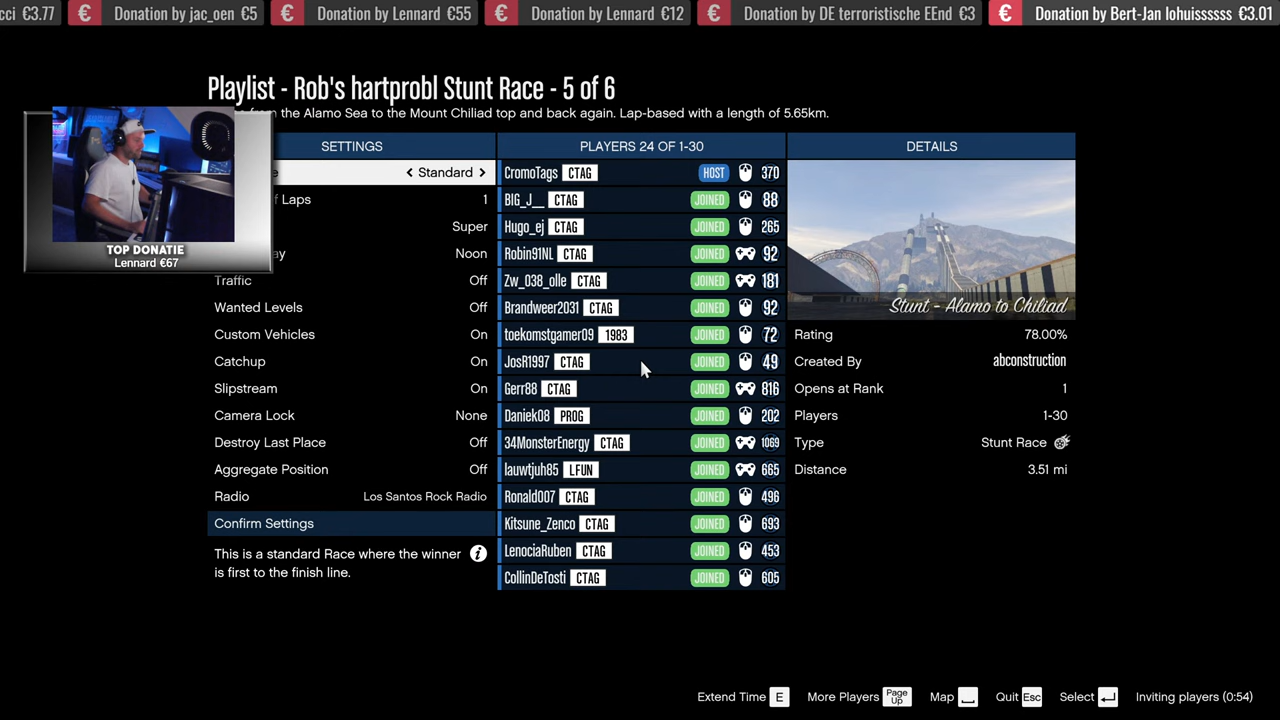 cci €3.77 € Donation by jac_oen €5 € Donation by Lennard €55 € Donation by Lennard €12 € Donation by DE terroristische EEnd €3 € Donation by Bert-Jan lohuissssss €3.01
Playlist - Rob's hartprobl Stunt Race - 5 of 6
from the Alamo Sea to the Mount Chiliad top and back again. Lap-based with a length of 5.65km.
SETTINGS
Standard
Laps 1
Super
Noon
Traffic Off
Wanted Levels Off
Custom Vehicles On
Catchup On
Slipstream On
Camera Lock None
Destroy Last Place Off
Aggregate Position Off
Radio Los Santos Rock Radio
Confirm Settings
This is a standard Race where the winner
is first to the finish line.
TOP DONATIE
Lennard €67
PLAYERS 24 OF 1-30
CromoTags CTAG HOST 370
BIG_J__ CTAG JOINED 88
Hugo_ej CTAG JOINED 265
Robin91NL CTAG JOINED 92
Zw_038_olle CTAG JOINED 181
Brandweer2031 CTAG JOINED 92
toekomstgamer09 1983 JOINED 72
JosR1997 CTAG JOINED 49
Gerr88 CTAG JOINED 816
Daniek08 PROG JOINED 202
34MonsterEnergy CTAG JOINED 1069
lauwtjuh85 LFUN JOINED 665
Ronald007 CTAG JOINED 496
Kitsune_Zenco CTAG JOINED 693
LenociaRuben CTAG JOINED 453
CollinDeTosti CTAG JOINED 605
DETAILS
Stunt - Alamo to Chiliad
Rating 78.00%
Created By abconstruction
Opens at Rank 1
Players 1-30
Type Stunt Race
Distance 3.51 mi
Extend Time E More Players Page Up Map Quit Esc Select Inviting players (0:54)